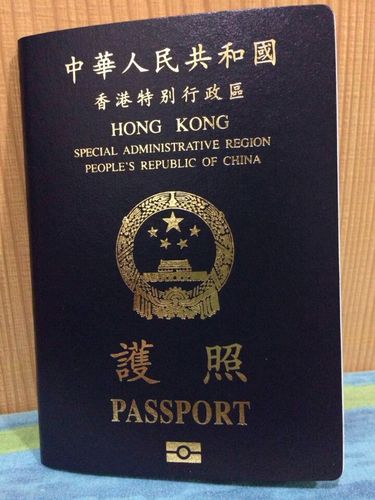 中華人民共和國
香港特別行政區
HONG KONG
SPECIAL ADMINISTRATIVE REGION
PEOPLE'S REPUBLIC OF CHINA
護照
PASSPORT